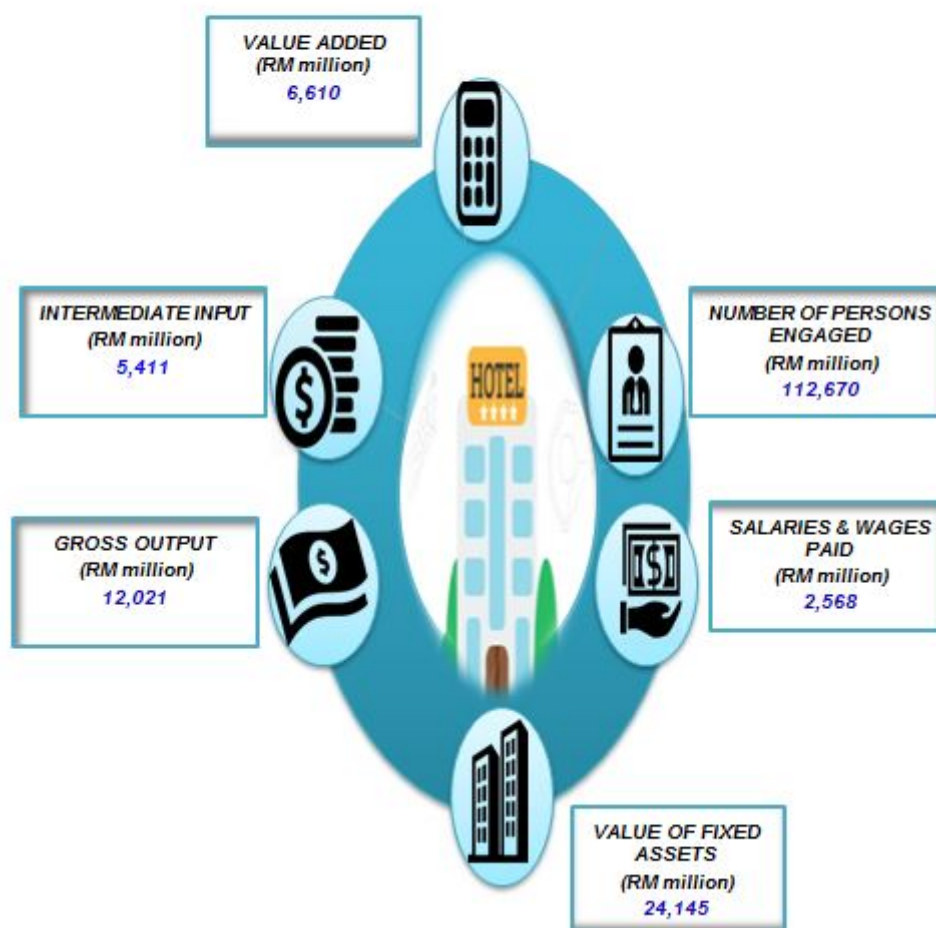 VALUE ADDED
(RM million)
6,610
INTERMEDIATE INPUT
(RM million)
5,411
NUMBER OF PERSONS
ENGAGED
(RM million)
112,670
HOTEL
GROSS OUTPUT
(RM million)
12,021
SALARIES & WAGES
PAID
(RM million)
2,568
VALUE OF FIXED
ASSETS
(RM million)
24,145